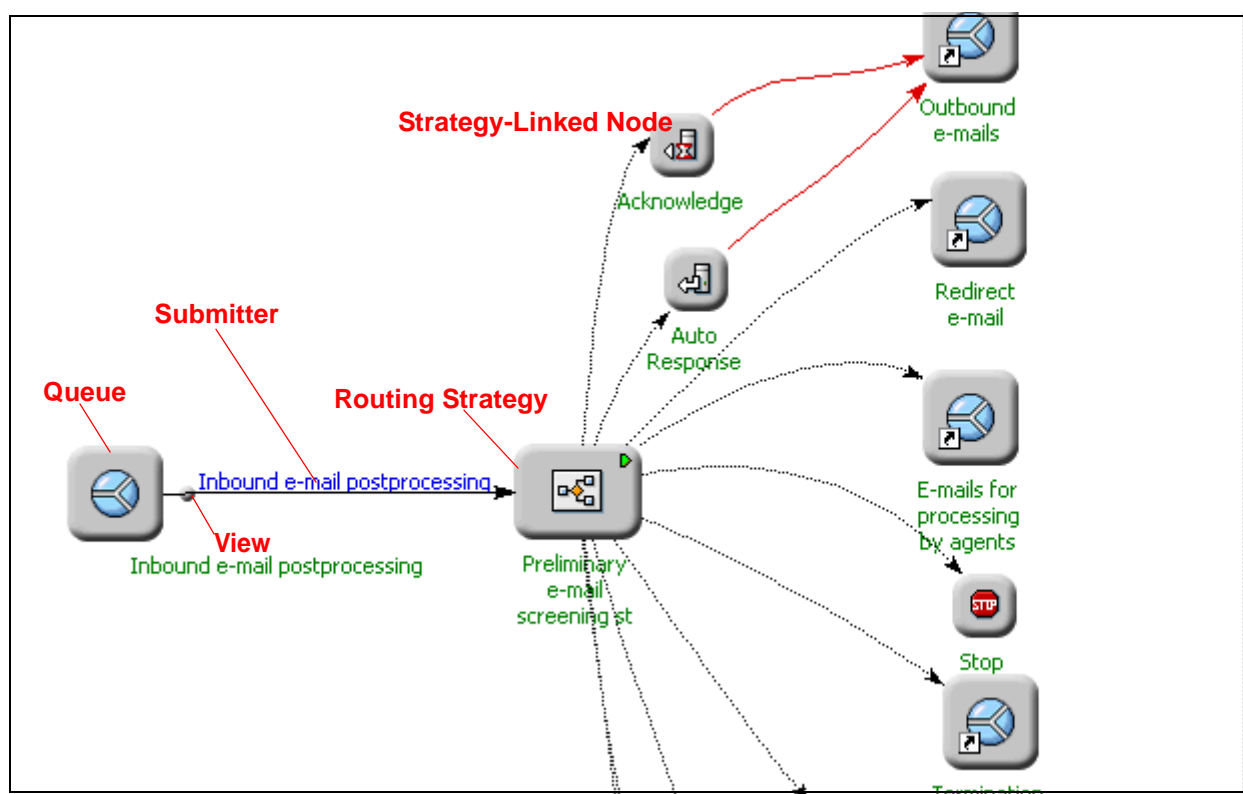 Outbound
e-mails
Strategy-Linked Node
Acknowledge
Redirect
e-mail
Submitter
Auto
Response
Queue
Routing Strategy
Inbound e-mail postprocessing
E-mails for
processing
by agents
View
Inbound e-mail postprocessing
Preliminary
e-mail
screening st
STOP
Stop
Termination